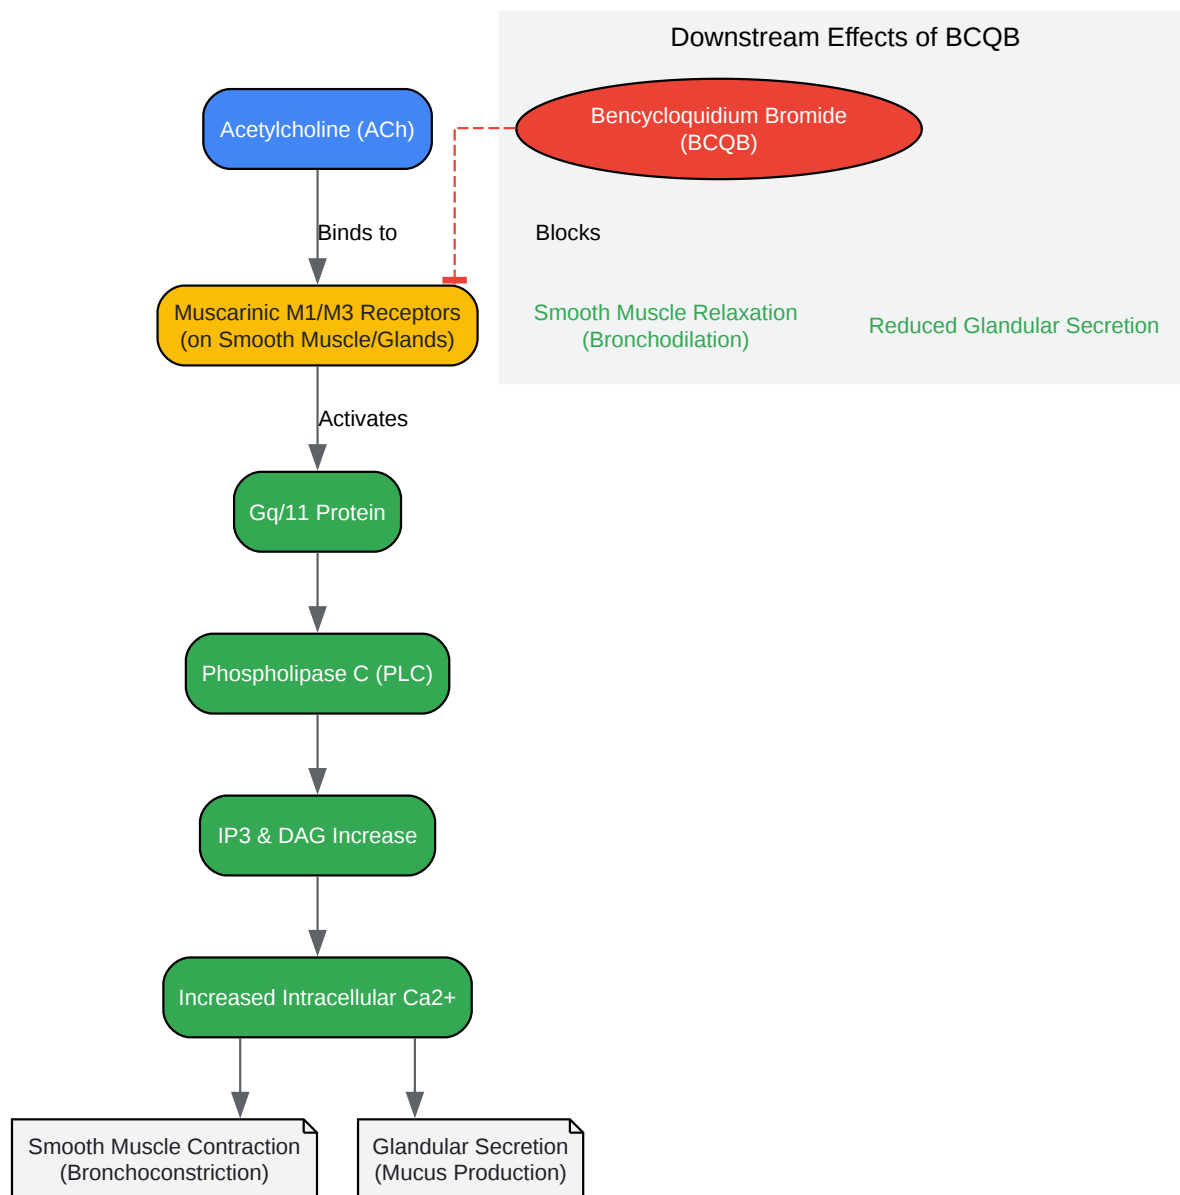 Downstream Effects of BCQB
Acetylcholine (ACh)
Bencycloquidium Bromide
(BCQB)
Binds to
Blocks
Muscarinic M1/M3 Receptors
(on Smooth Muscle/Glands)
Smooth Muscle Relaxation
(Bronchodilation)
Reduced Glandular Secretion
Activates
Gq/11 Protein
Phospholipase C (PLC)
IP3 & DAG Increase
Increased Intracellular Ca2+
Smooth Muscle Contraction
(Bronchoconstriction)
Glandular Secretion
(Mucus Production)